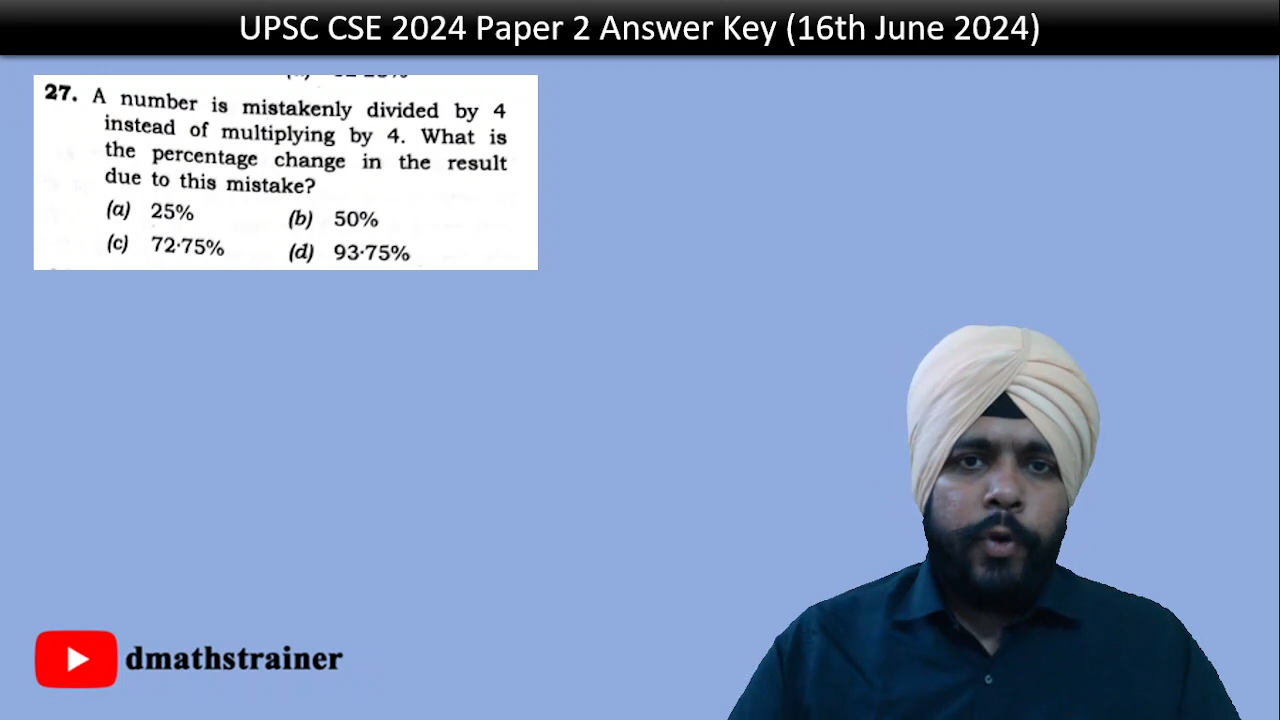 UPSC CSE 2024 Paper 2 Answer Key (16th June 2024)
27. A number is mistakenly divided by 4
instead of multiplying by 4. What is
the percentage change in the result
due to this mistake?
(a) 25% (b) 50%
(c) 72·75% (d) 93·75%
dmathstrainer